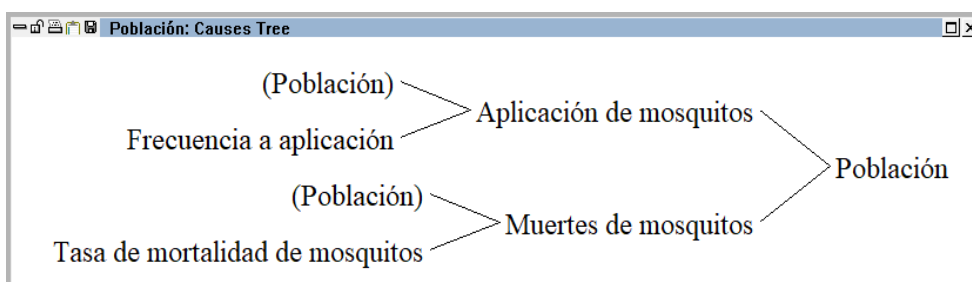 Población: Causes Tree
(Población)
Aplicación de mosquitos
Frecuencia a aplicación
Población
(Población)
Muertes de mosquitos
Tasa de mortalidad de mosquitos